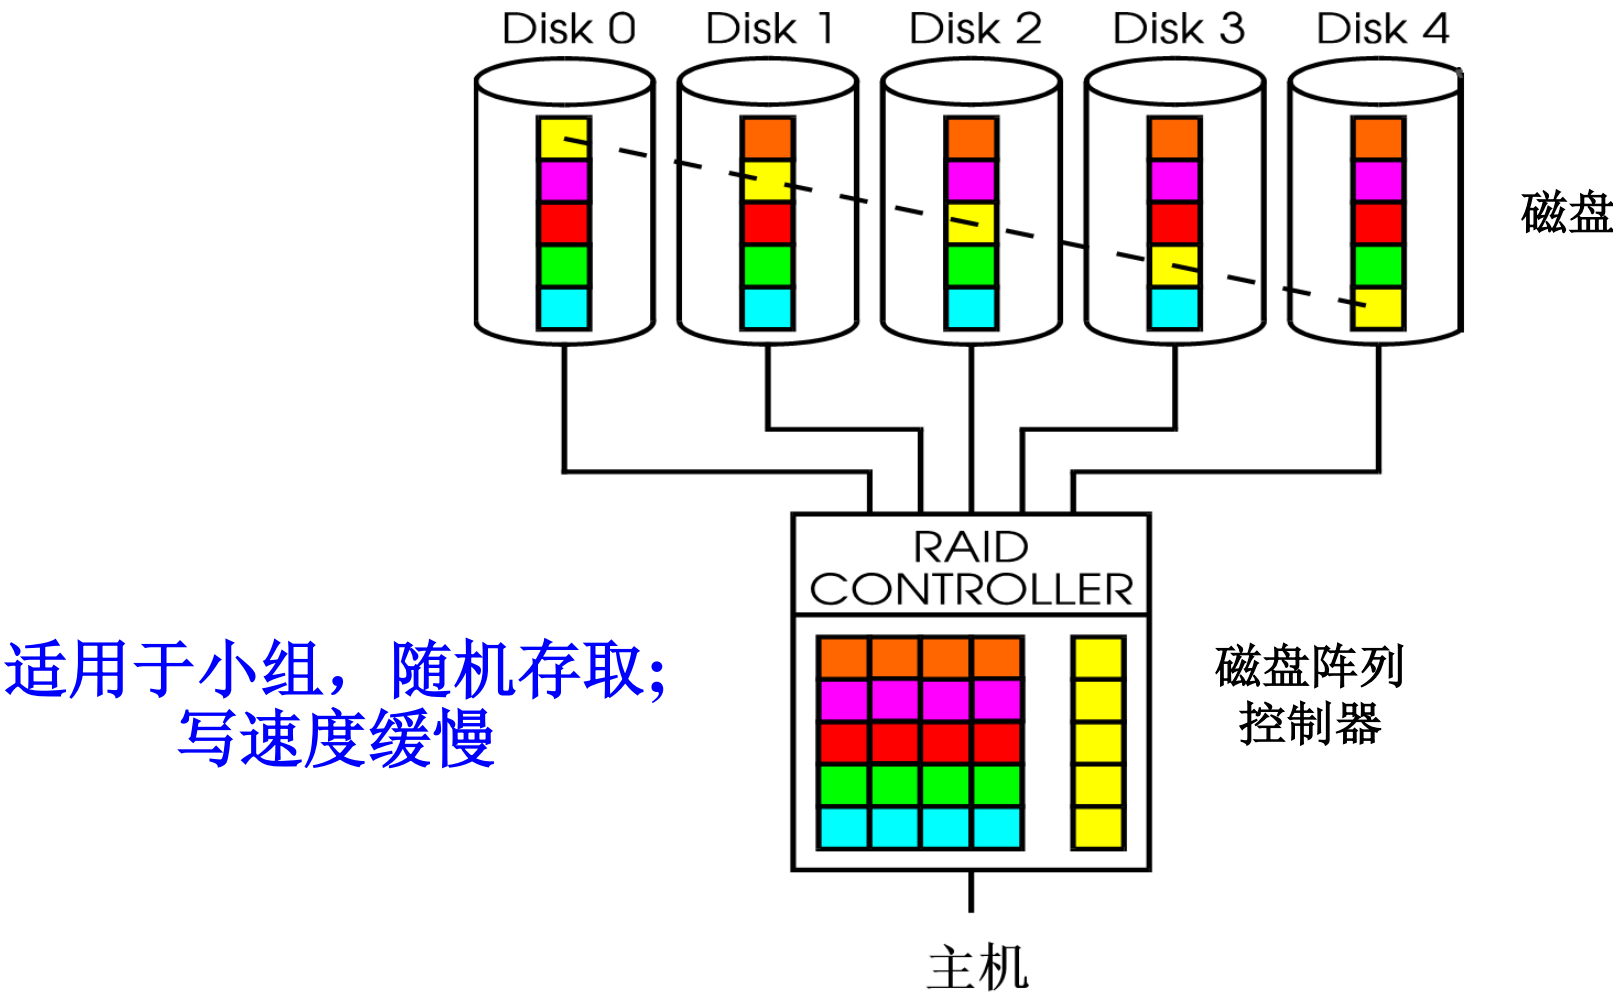 Disk 0
Disk 1
Disk 2
Disk 3
Disk 4
磁盘
RAID
CONTROLLER
适用于小组，随机存取；
写速度缓慢
磁盘阵列
控制器
主机